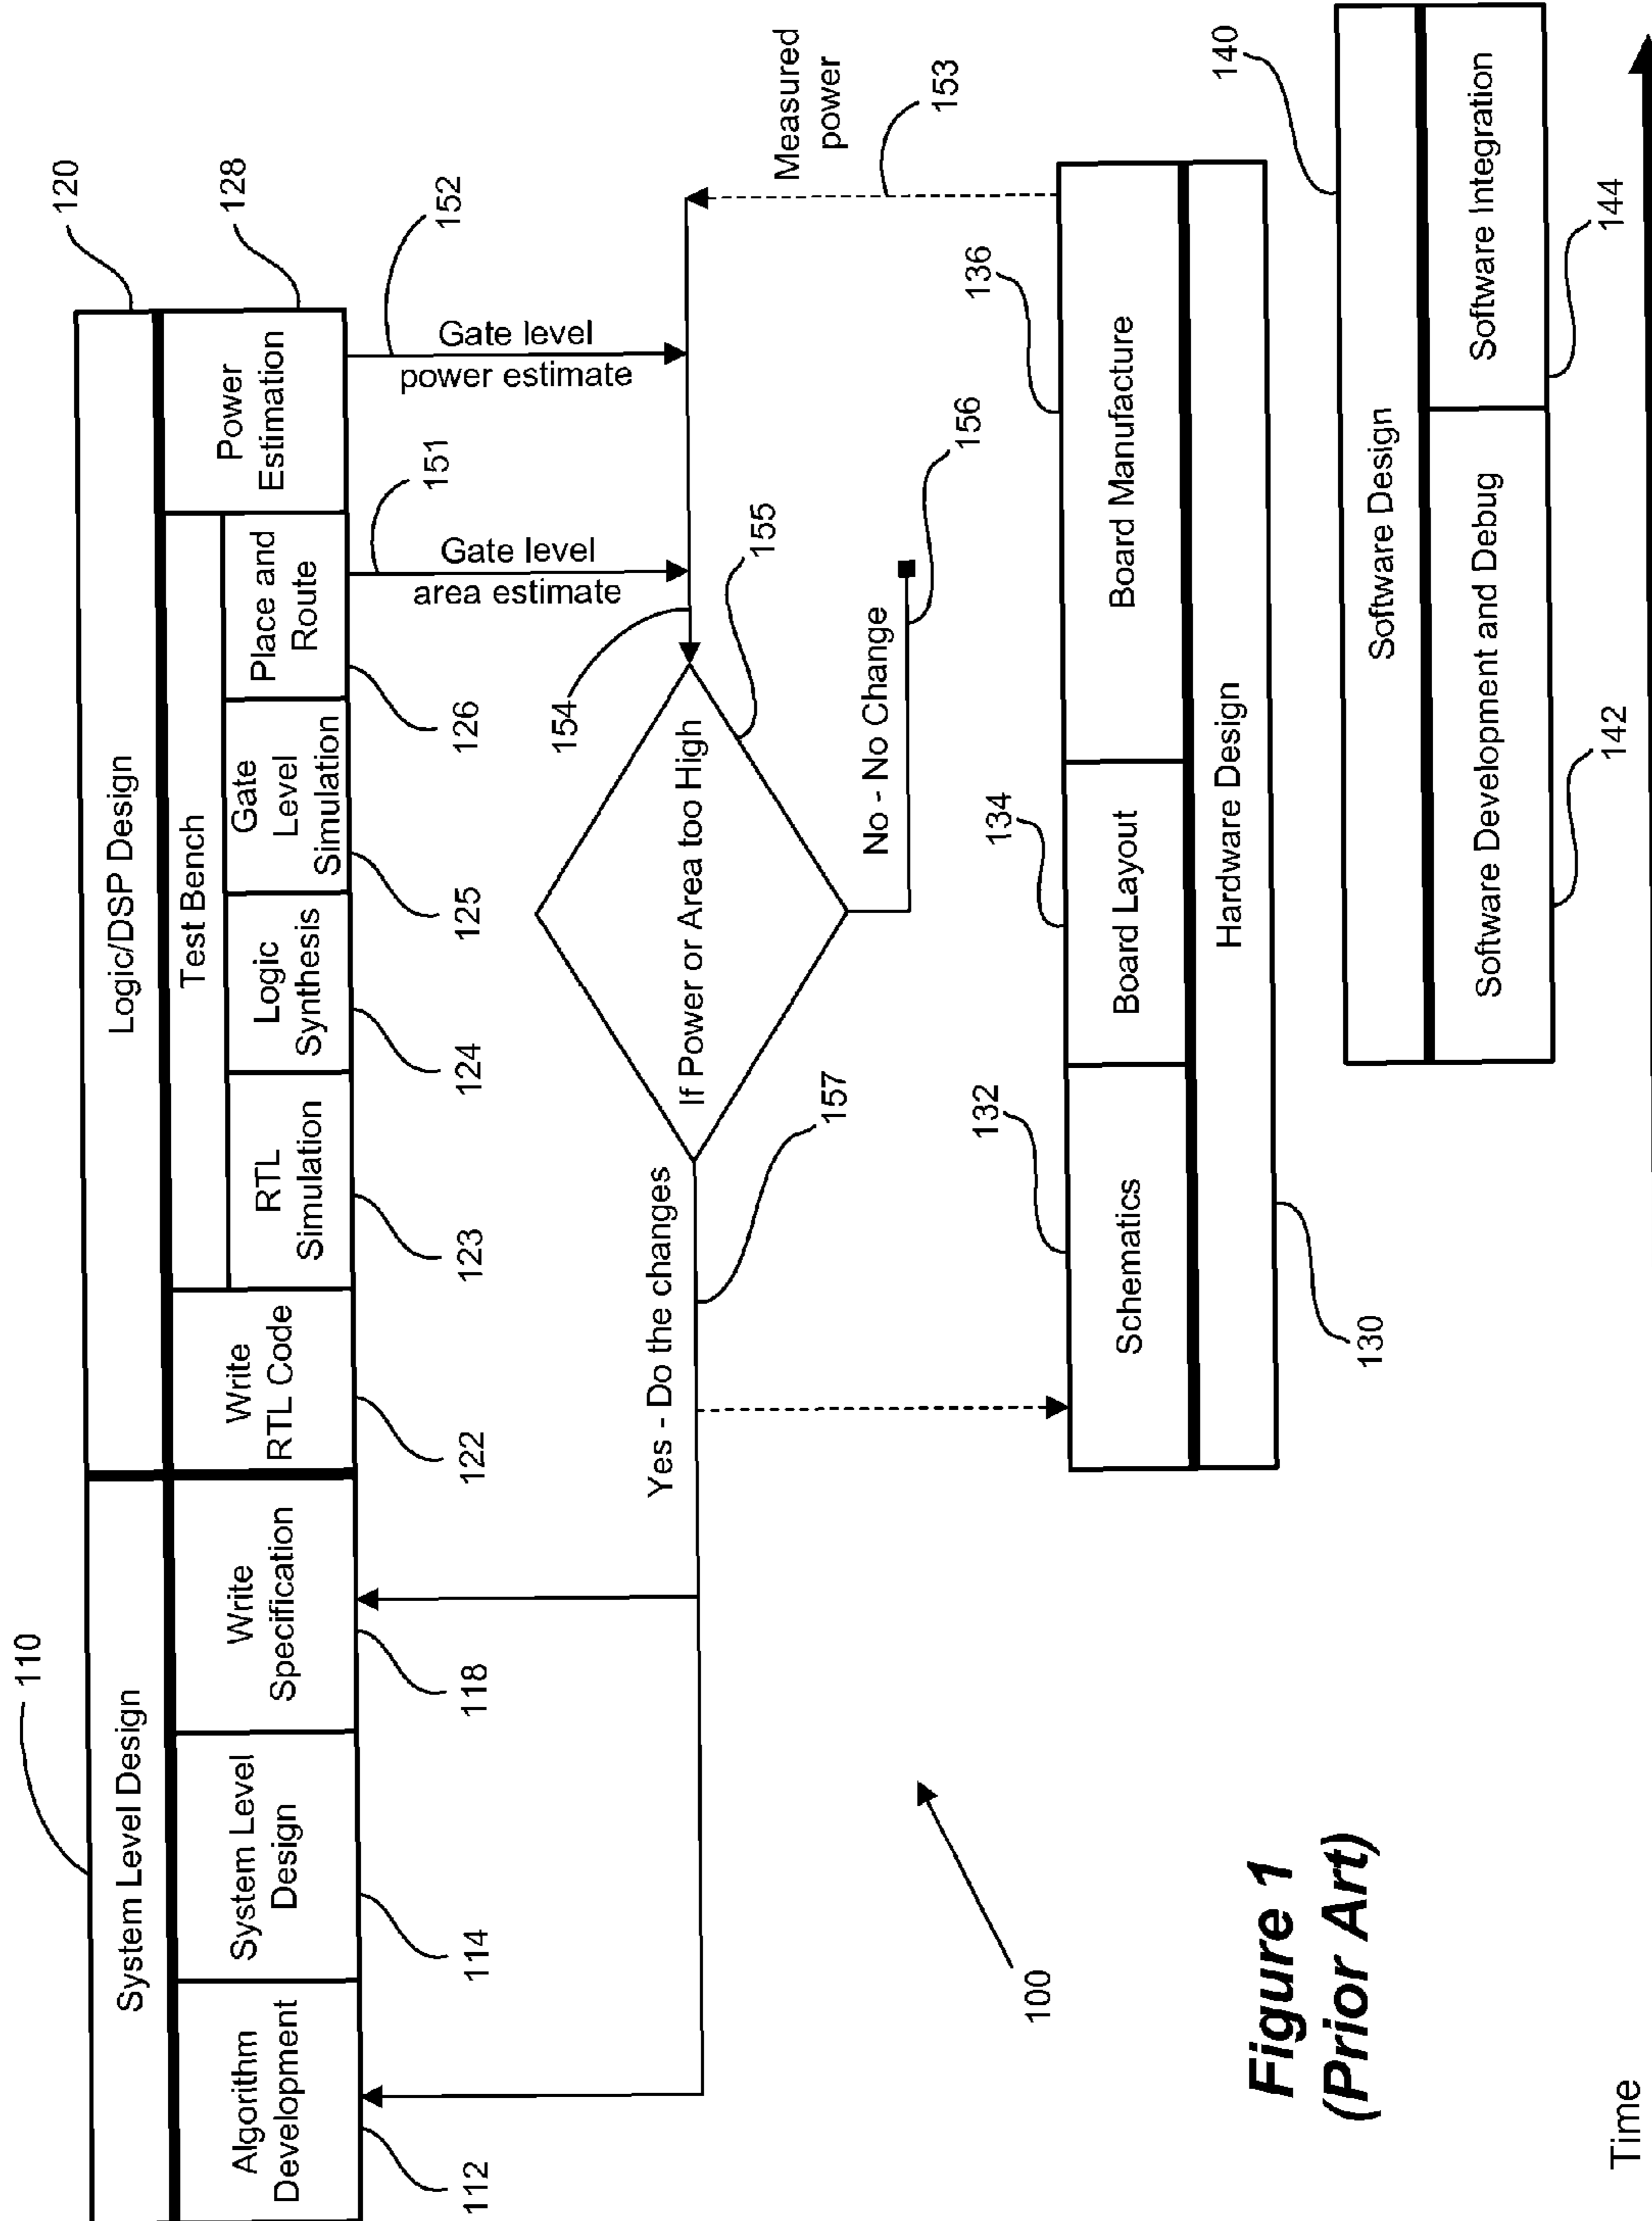 110
120
System Level Design
Logic/DSP Design
128
Algorithm
Development
System Level
Design
Write
Specification
Write
RTL Code
Test Bench
RTL
Simulation
Logic
Synthesis
Gate
Level
Simulation
Place and
Route
Power
Estimation
112
114
118
122
123
124
125
126
151
152
Gate level
area estimate
Gate level
power estimate
154
Yes - Do the changes
If Power or Area too High
155
157
No - No Change
156
Measured
power
153
100
132
134
136
Schematics
Board Layout
Board Manufacture
Hardware Design
130
140
Software Design
Software Development and Debug
Software Integration
142
144
Figure 1
(Prior Art)
Time